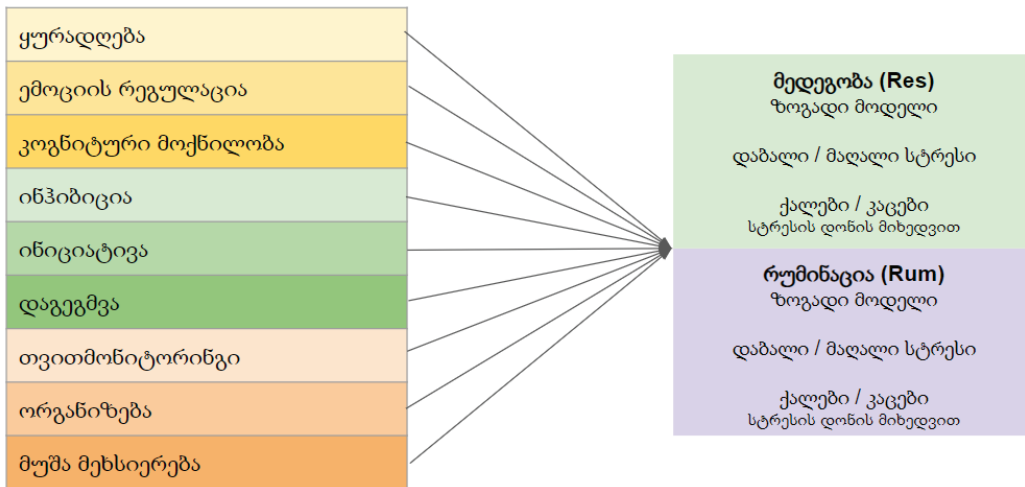 ყურადღება
ემოციის რეგულაცია
კოგნიტური მოქნილობა
ინჰიბიცია
ინიციატივა
დაგეგმვა
თვითმონიტორინგი
ორგანიზება
მუშა მეხსიერება
მედეგობა (Res)
ზოგადი მოდელი
დაბალი / მაღალი სტრესი
ქალები / კაცები
სტრესის დონის მიხედვით
რუმინაცია (Rum)
ზოგადი მოდელი
დაბალი / მაღალი სტრესი
ქალები / კაცები
სტრესის დონის მიხედვით